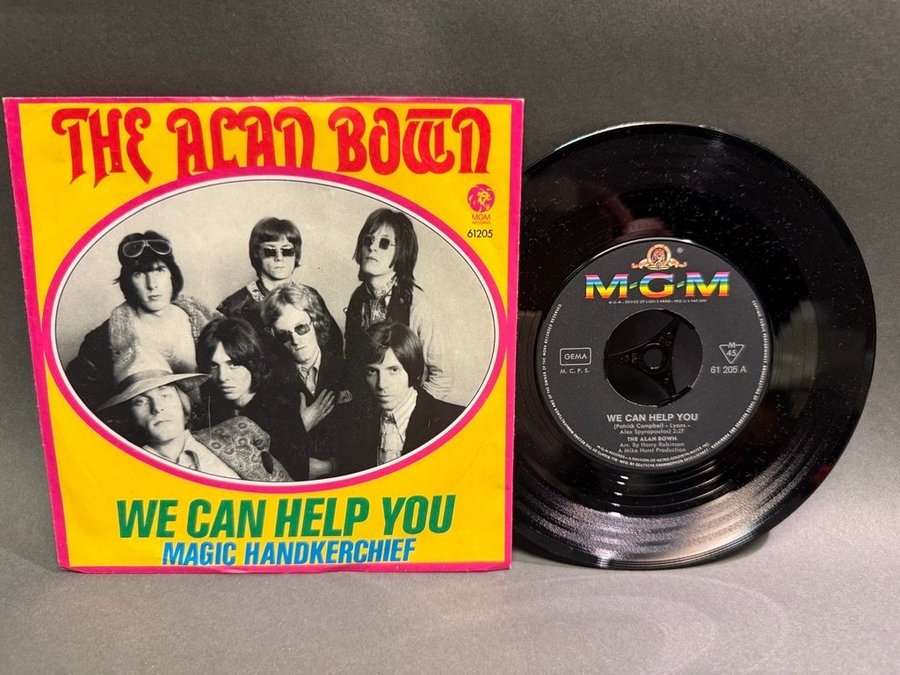 THE ALAN BOWN
MGM
RECORDS
61205
WE CAN HELP YOU
MAGIC HANDKERCHIEF
M-G-M
®
GEMA
M. C. P. S.
M
45
61 205 A
WE CAN HELP YOU
(Patrick Campbell - Lyons -
Alex Spyropoulos) 2:27
THE ALAN BOWN
Arr. By Harry Robinson
A Mike Hurst Production